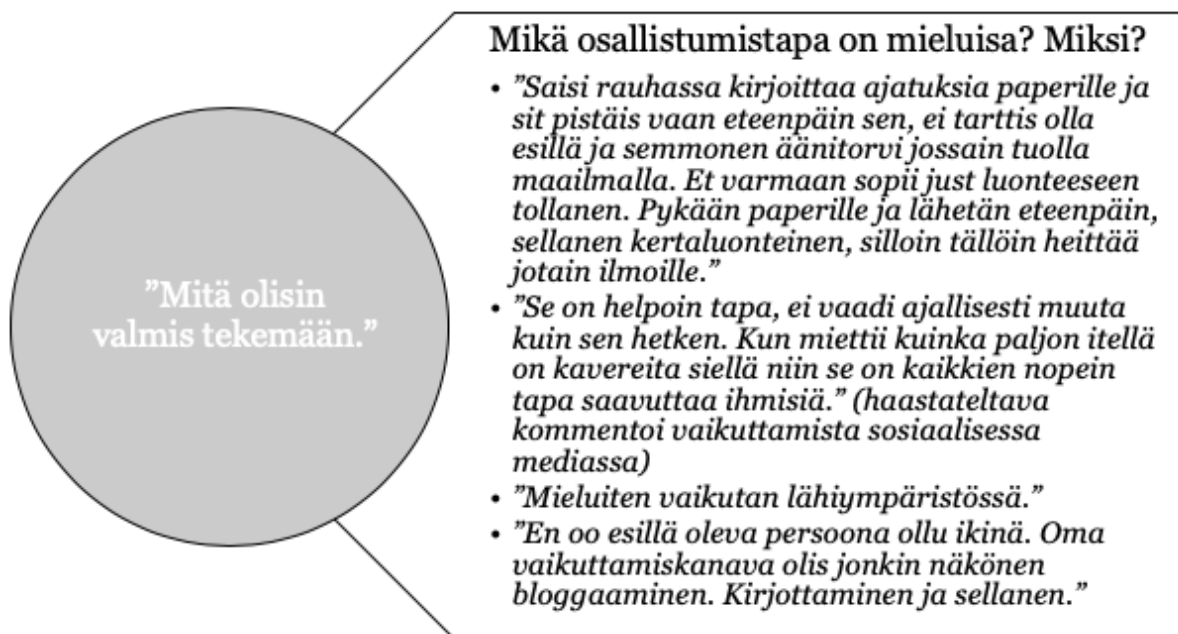 ”Mitä olisin
valmis tekemään.”
Mikä osallistumistapa on mieluisa? Miksi?
• ”Saisi rauhassa kirjoittaa ajatuksia paperille ja
sit pistäis vaan eteenpäin sen, ei tarttis olla
esillä ja semmonen äänitorvi jossain tuolla
maailmalla. Et varmaan sopii just luonteeseen
tollanen. Pykään paperille ja lähetän eteenpäin,
sellanen kertaluonteinen, silloin tällöin heittää
jotain ilmoille.”
• ”Se on helpoin tapa, ei vaadi ajallisesti muuta
kuin sen hetken. Kun miettii kuinka paljon itellä
on kavereita siellä niin se on kaikkien nopein
tapa saavuttaa ihmisiä.” (haastateltava
kommentoi vaikuttamista sosiaalisessa
mediassa)
• ”Mieluiten vaikutan lähiympäristössä.”
• ”En oo esillä oleva persoona ollu ikinä. Oma
vaikuttamiskanava olis jonkin näkönen
bloggaaminen. Kirjottaminen ja sellanen.”